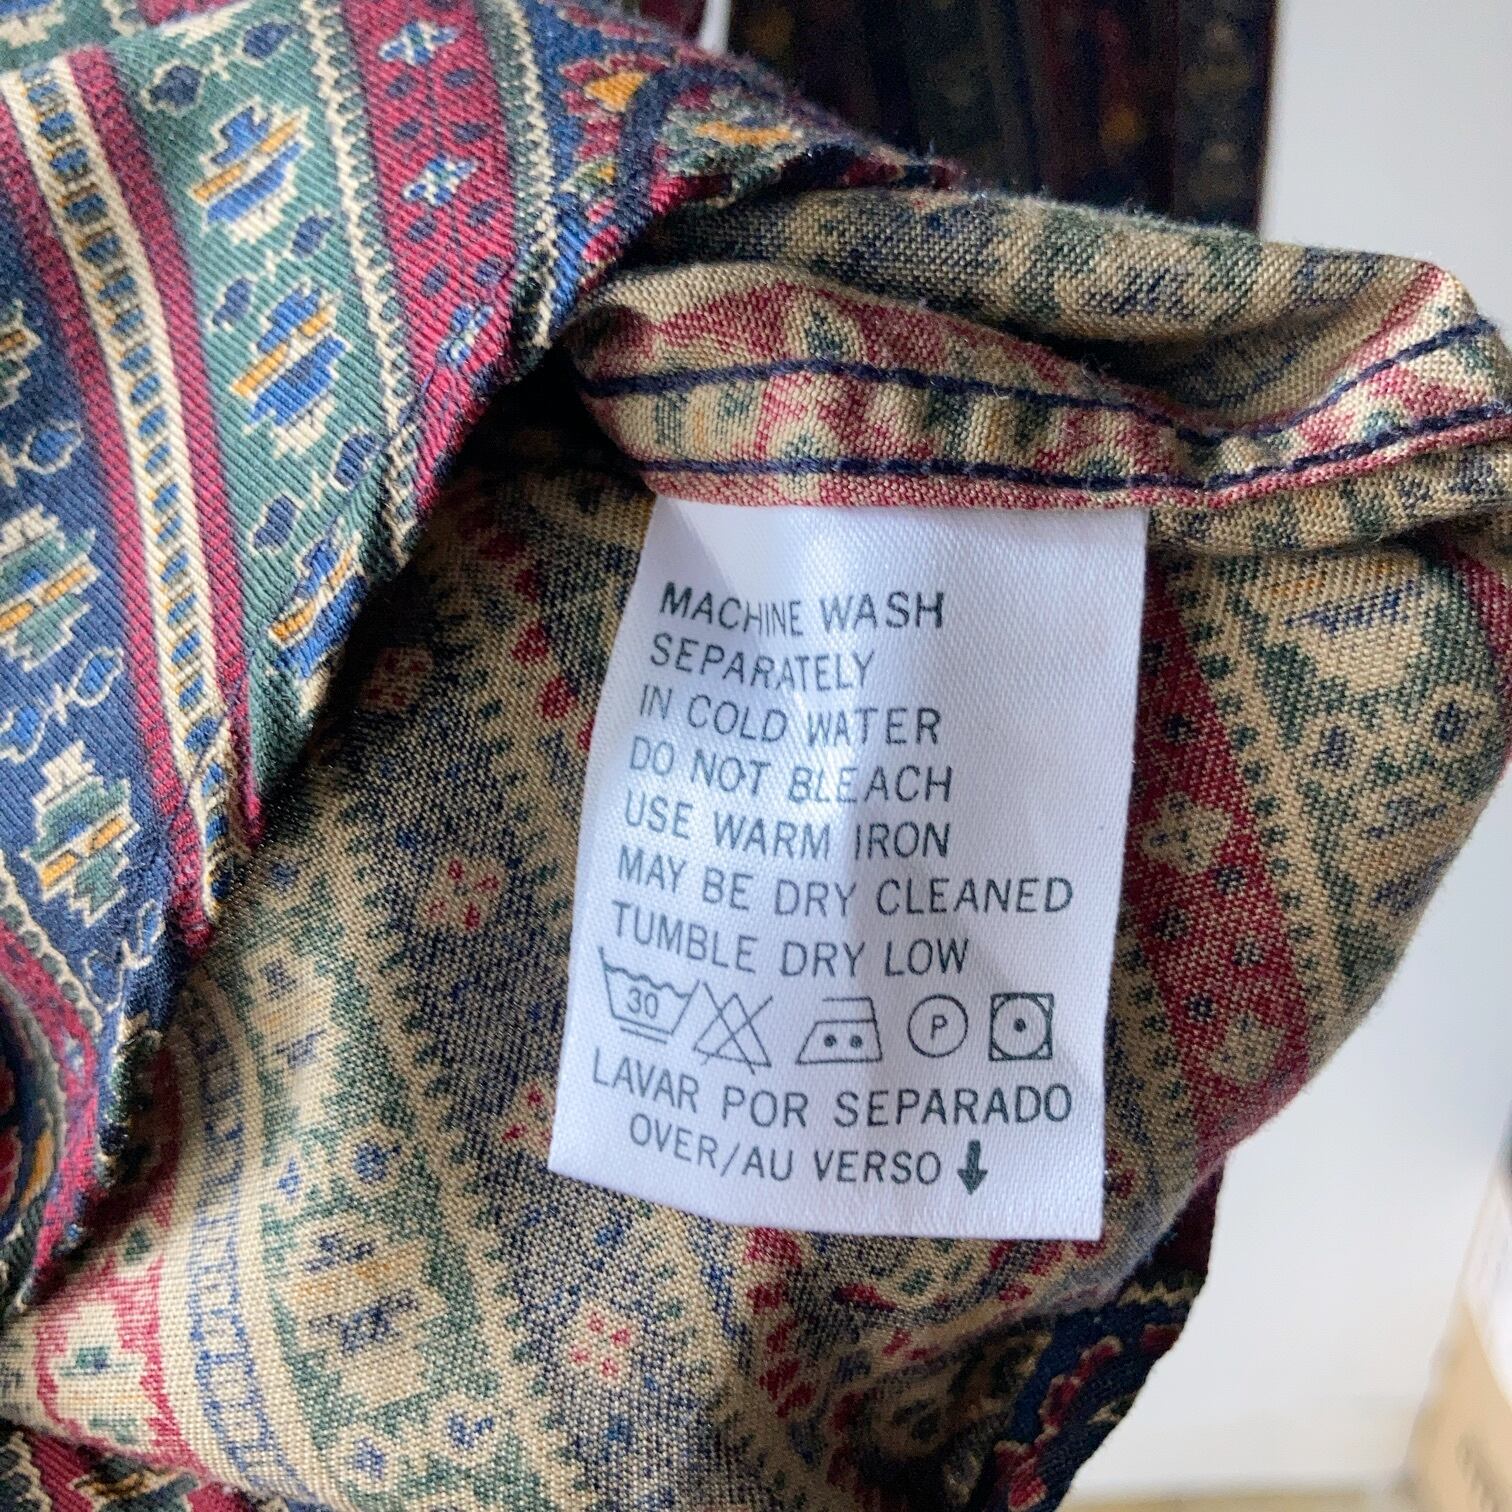 MACHINE WASH
SEPARATELY
IN COLD WATER
DO NOT BLEACH
USE WARM IRON
MAY BE DRY CLEANED
TUMBLE DRY LOW
30 P
LAVAR POR SEPARADO
OVER/AU VERSO